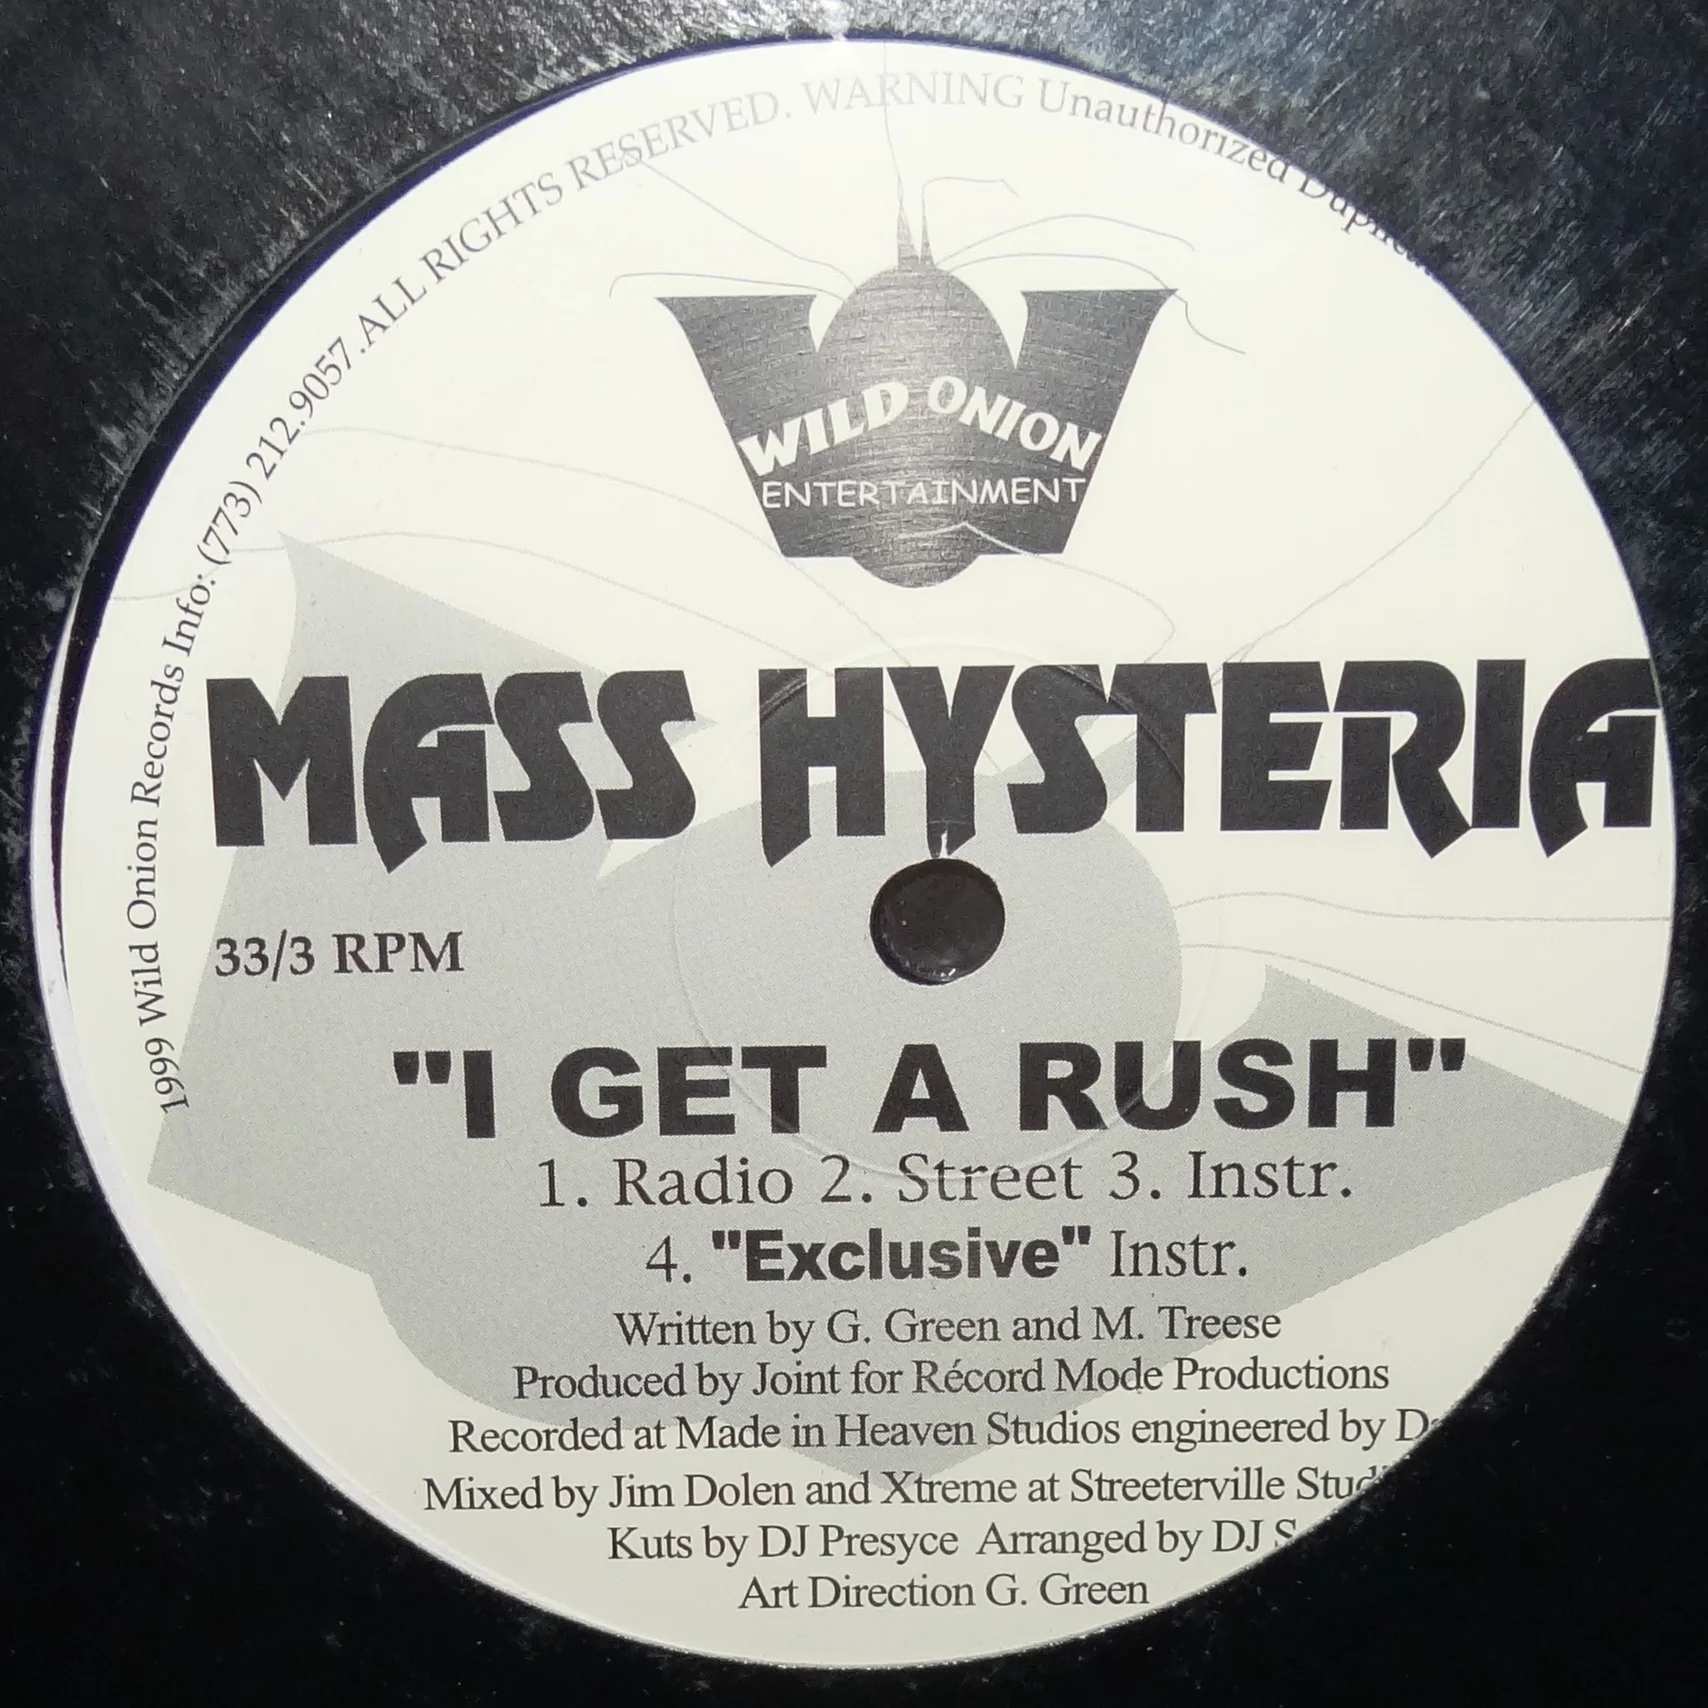 1999 Wild Onion Records Info: (773) 212.9057. ALL RIGHTS RESERVED. WARNING Unauthorized
WILD ONION
ENTERTAINMENT
MASS HYSTERIA
33/3 RPM
"I GET A RUSH"
1. Radio 2. Street 3. Instr.
4. "Exclusive" Instr.
Written by G. Green and M. Treese
Produced by Joint for Récord Mode Productions
Recorded at Made in Heaven Studios engineered by
Mixed by Jim Dolen and Xtreme at Streeterville
Kuts by DJ Presyce Arranged by DJ
Art Direction G. Green